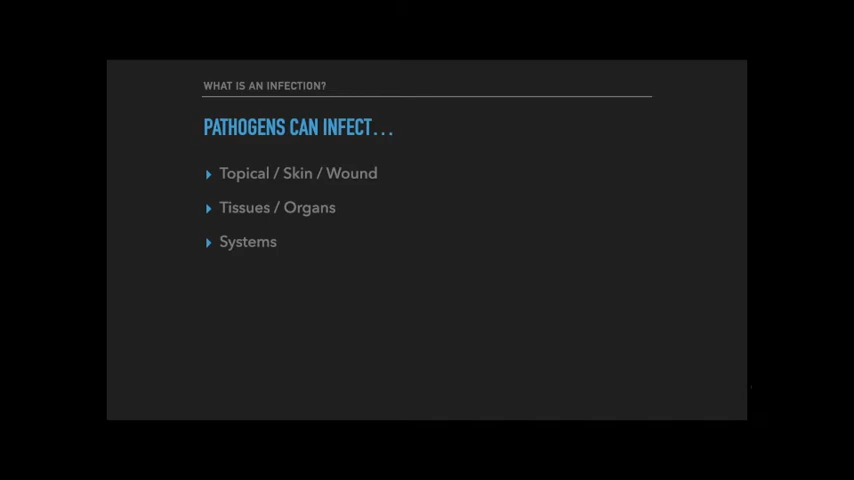 WHAT IS AN INFECTION?
PATHOGENS CAN INFECT...
Topical / Skin / Wound
Tissues / Organs
Systems